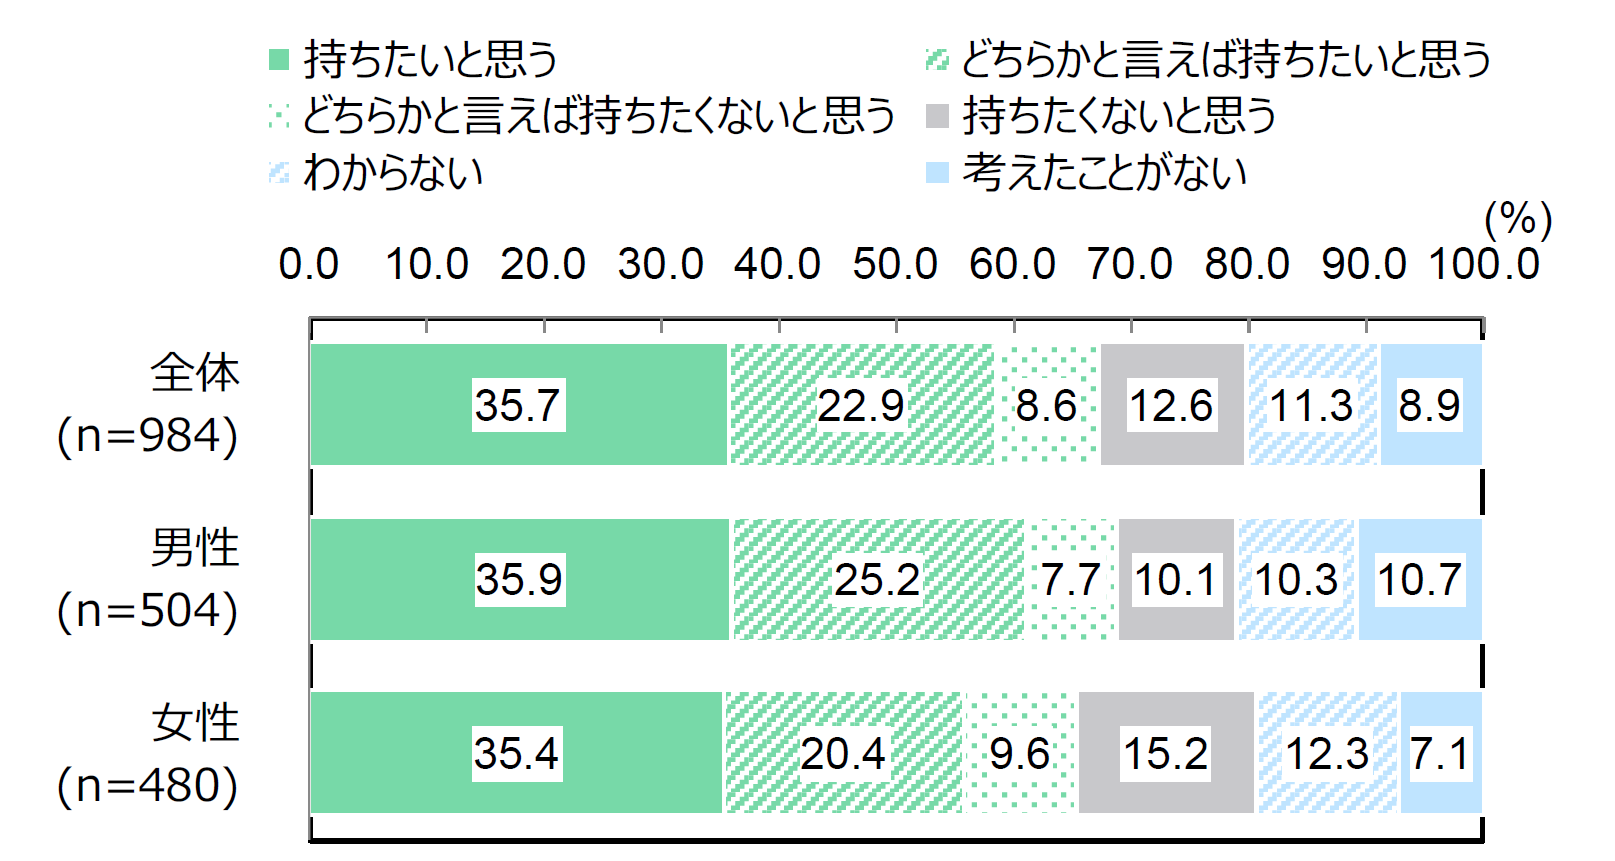 持ちたいと思う どちらかと言えば持ちたいと思う
どちらかと言えば持ちたくないと思う 持ちたくないと思う
わからない 考えたことがない
(%)
0.0 10.0 20.0 30.0 40.0 50.0 60.0 70.0 80.0 90.0 100.0
全体
(n=984)
35.7 22.9 8.6 12.6 11.3 8.9
男性
(n=504)
35.9 25.2 7.7 10.1 10.3 10.7
女性
(n=480)
35.4 20.4 9.6 15.2 12.3 7.1